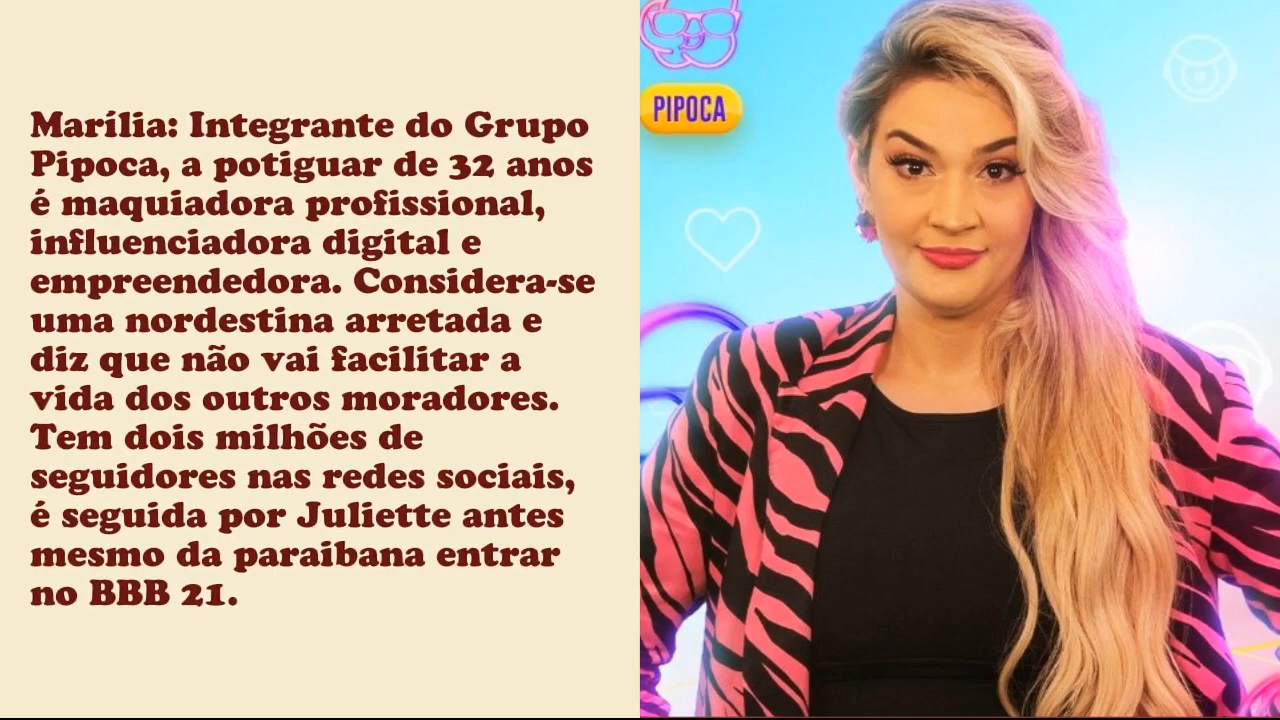 Marília: Integrante do Grupo
Pipoca, a potiguar de 32 anos
é maquiadora profissional,
influenciadora digital e
empreendedora. Considera-se
uma nordestina arretada e
diz que não vai facilitar a
vida dos outros moradores.
Tem dois milhões de
seguidores nas redes sociais,
é seguida por Juliette antes
mesmo da paraibana entrar
no BBB 21.
PIPOCA